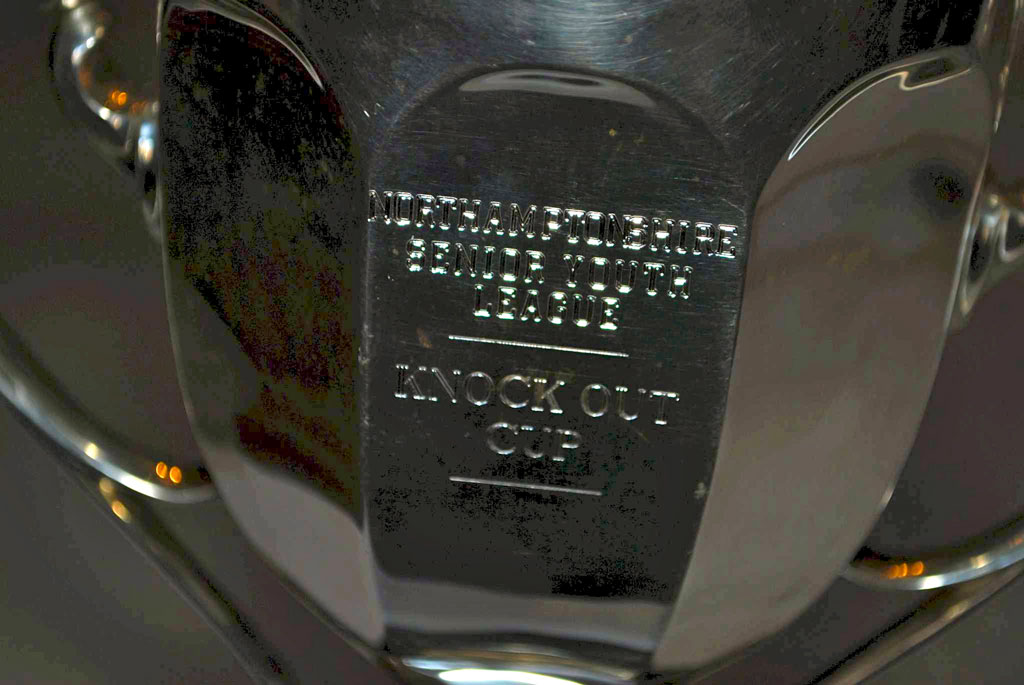 NORTHAMPTONSHIRE
SENIOR YOUTH
LEAGUE
KNOCK OUT
CUP